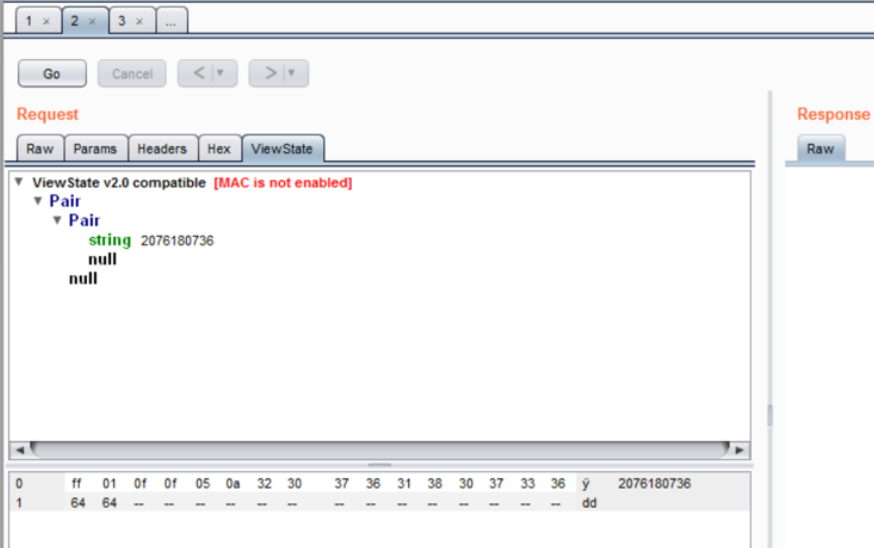 1 × 2 × 3 × ...
Go Cancel < > 
Request
Response
Raw Params Headers Hex ViewState
Raw
ViewState v2.0 compatible [MAC is not enabled]
Pair
Pair
string 2076180736
null
null
0 ff 01 0f 0f 05 0a 32 30 37 36 31 38 30 37 33 36 ÿ 2076180736
1 64 64 -- -- -- -- -- -- -- -- -- -- -- -- -- -- dd